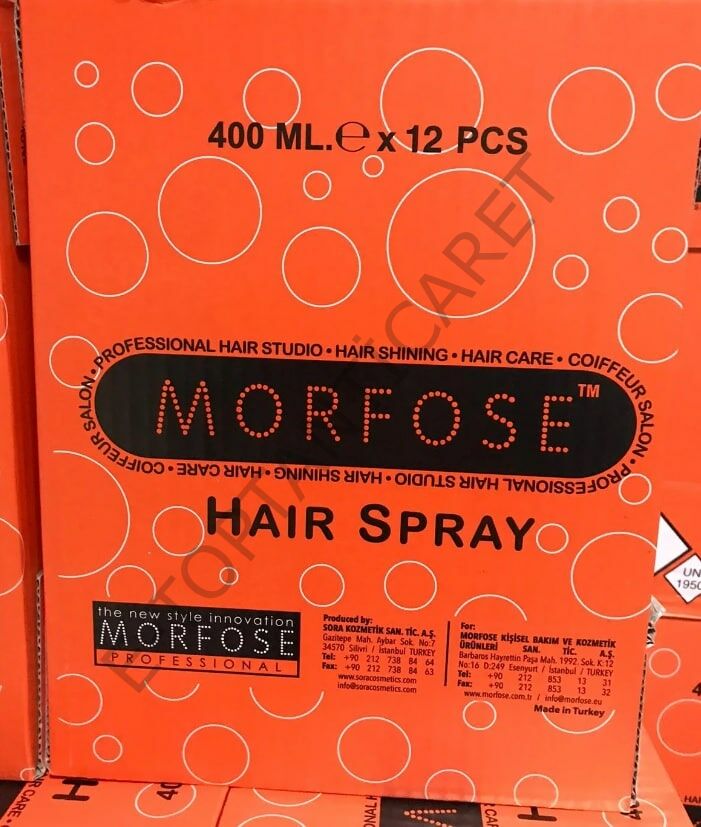 400 ML.℮ x 12 PCS
COIFFEUR SALON • PROFESSIONAL HAIR STUDIO • HAIR SHINING • HAIR CARE • COIFFEUR SALON • PROFESSIONAL HAIR STUDIO • HAIR SHINING • HAIR CARE •
MORFOSE™
HAIR SPRAY
the new style innovation
MORFOSE
PROFESSIONAL
Produced by:
SORA KOZMETİK SAN. TİC. A.Ş.
Gazitepe Mah. Aybar Sok. No:7
34570 Silivri / İstanbul TURKEY
Tel: +90 212 738 84 64
Fax: +90 212 738 84 63
www.soracosmetics.com
info@soracosmetics.com
For:
MORFOSE KİŞİSEL BAKIM VE KOZMETİK
ÜRÜNLERİ SAN. TİC. A.Ş.
Barbaros Hayrettin Paşa Mah. 1992. Sok. K:12
No:16 D:249 Esenyurt / İstanbul / TURKEY
Tel: +90 212 853 13 31
Fax: +90 212 853 13 32
www.morfose.com.tr / info@morfose.eu
Made in Turkey
UN
1950